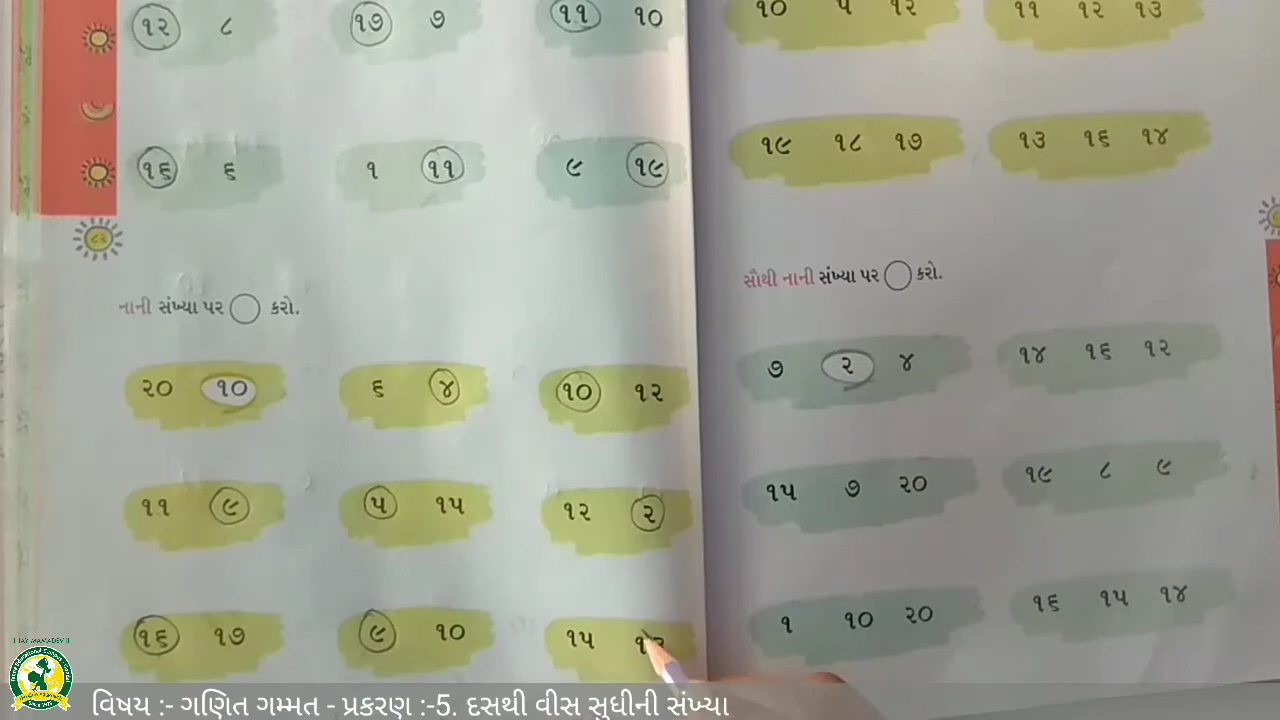 ૧૨ ૮ ૧૭ ૭ ૧૧ ૧૦
૧૬ ૬ ૧ ૧૧ ૯ ૧૯
૮૨
નાની સંખ્યા પર કરો.
૨૦ ૧૦ ૬ ૪ ૧૦ ૧૨
૧૧ ૯ ૫ ૧૫ ૧૨ ૨
૧૬ ૧૭ ૯ ૧૦ ૧૫
૧૦ ૫ ૧૨ ૧૧ ૧૨ ૧૩
૧૯ ૧૮ ૧૭ ૧૩ ૧૬ ૧૪
સૌથી નાની સંખ્યા પર કરો.
૭ ૨ ૪ ૧૪ ૧૬ ૧૨
૧૫ ૭ ૨૦ ૧૯ ૮ ૯
૧ ૧૦ ૨૦ ૧૬ ૧૫ ૧૪
વિષય :- ગણિત ગમ્મત - પ્રકરણ :-5. દસથી વીસ સુધીની સંખ્યા